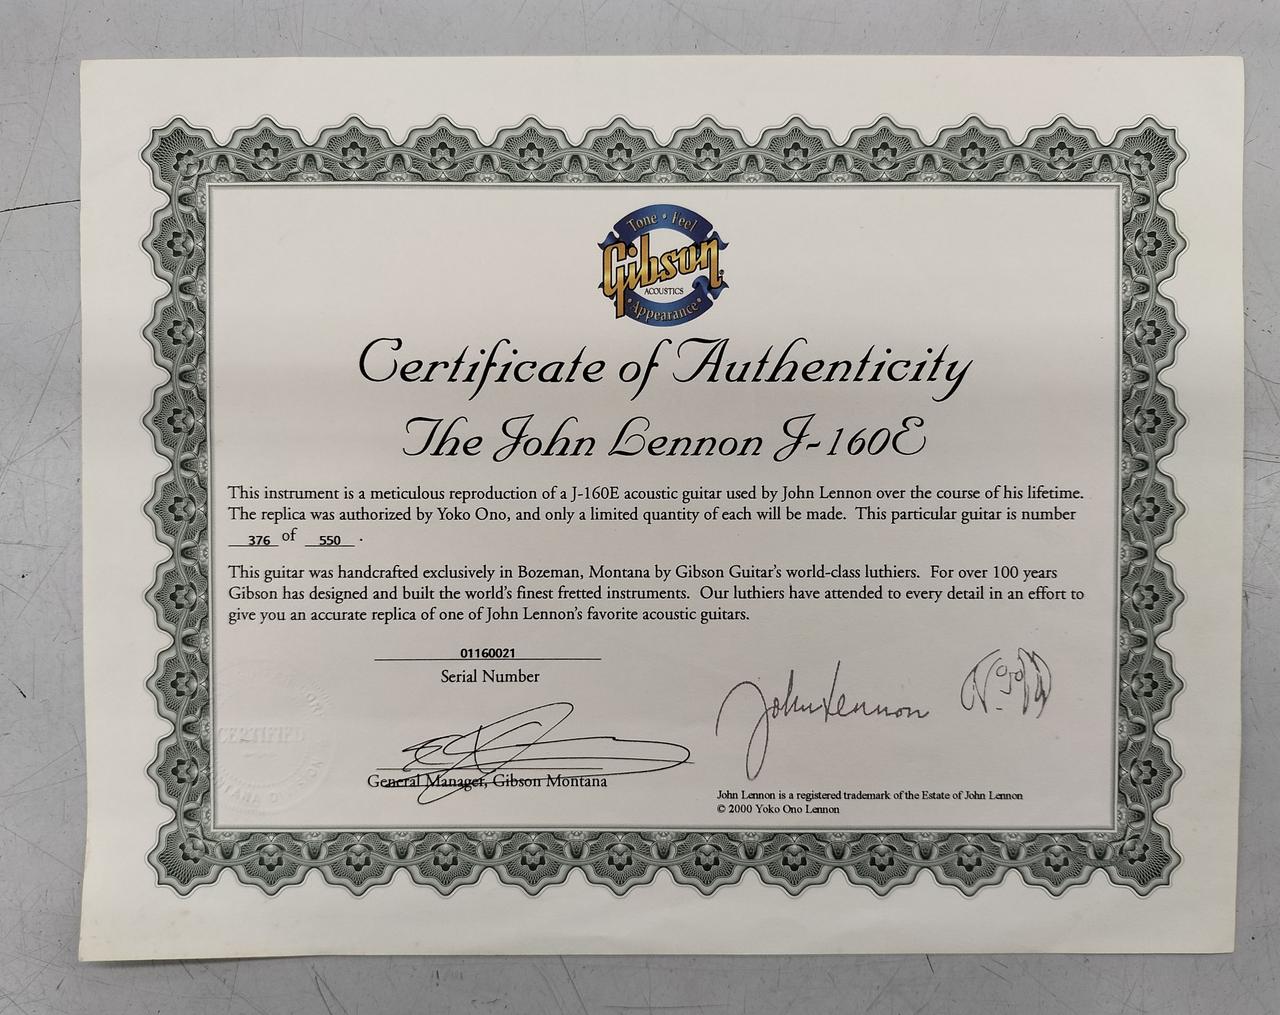 Tone • Feel
Gibson
ACOUSTICS
•Appearance•
Certificate of Authenticity
The John Lennon J-160E
This instrument is a meticulous reproduction of a J-160E acoustic guitar used by John Lennon over the course of his lifetime.
The replica was authorized by Yoko Ono, and only a limited quantity of each will be made. This particular guitar is number
376 of 550 .
This guitar was handcrafted exclusively in Bozeman, Montana by Gibson Guitar's world-class luthiers. For over 100 years
Gibson has designed and built the world's finest fretted instruments. Our luthiers have attended to every detail in an effort to
give you an accurate replica of one of John Lennon's favorite acoustic guitars.
01160021
Serial Number
CERTIFIED
General Manager, Gibson Montana
John Lennon
John Lennon is a registered trademark of the Estate of John Lennon
© 2000 Yoko Ono Lennon